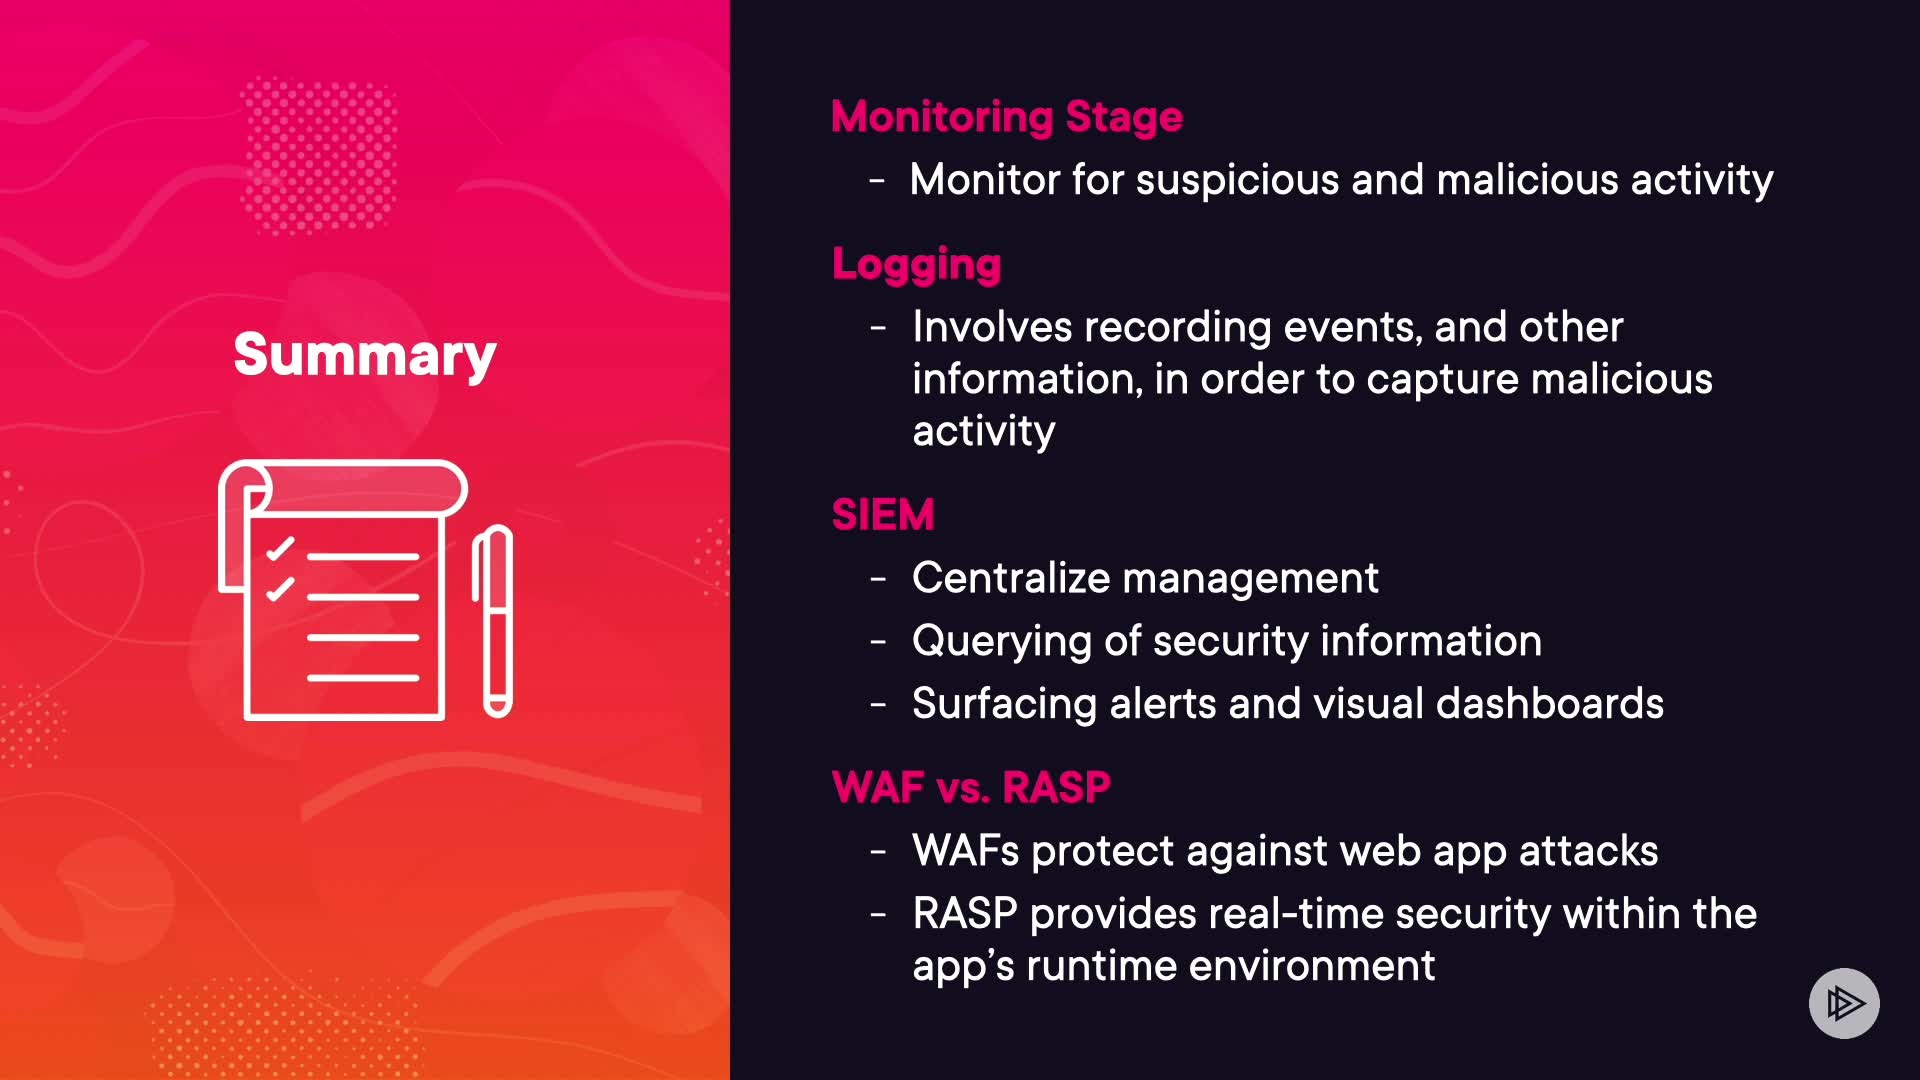 Summary
Monitoring Stage
- Monitor for suspicious and malicious activity
Logging
- Involves recording events, and other
information, in order to capture malicious
activity
SIEM
- Centralize management
- Querying of security information
- Surfacing alerts and visual dashboards
WAF vs. RASP
- WAFs protect against web app attacks
- RASP provides real-time security within the
app’s runtime environment